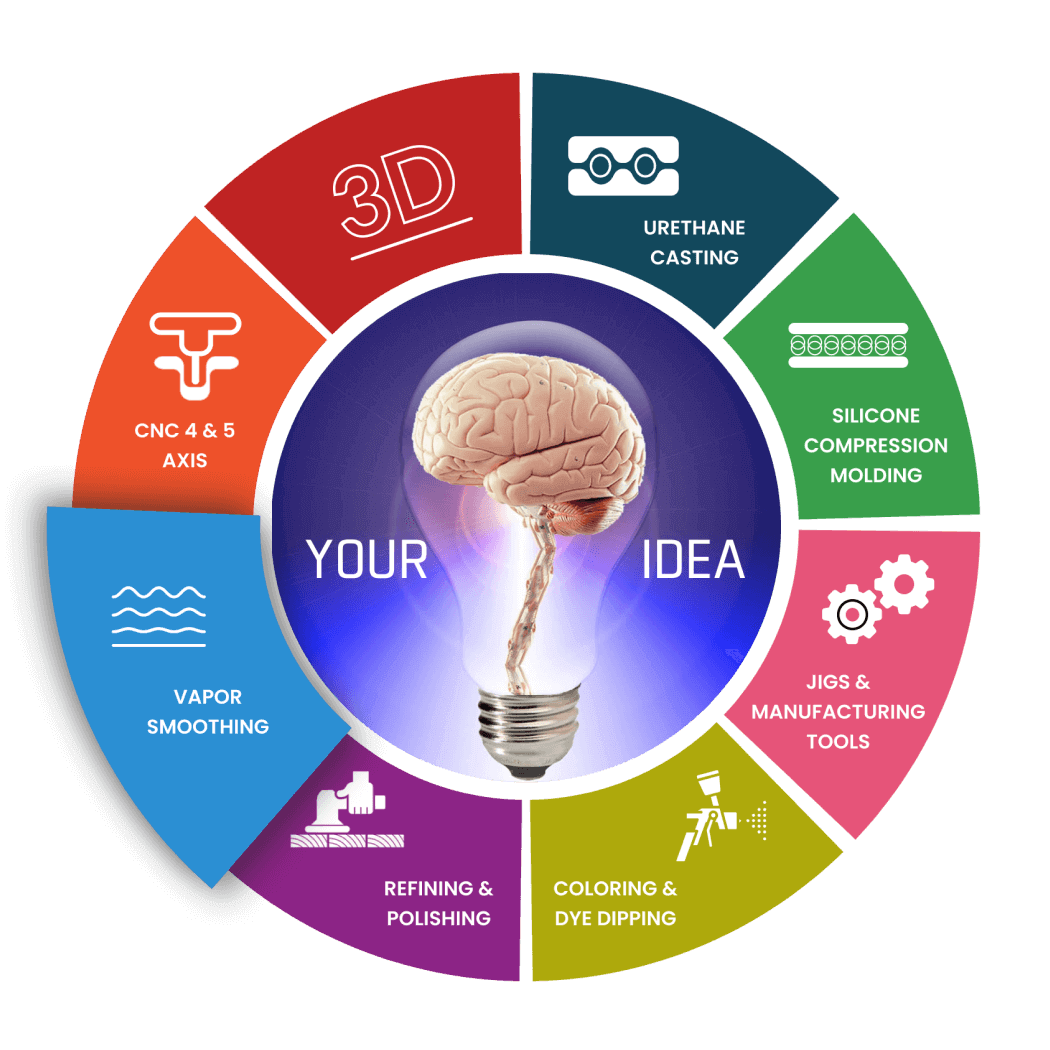 3D
URETHANE
CASTING
SILICONE
COMPRESSION
MOLDING
JIGS &
MANUFACTURING
TOOLS
COLORING &
DYE DIPPING
REFINING &
POLISHING
VAPOR
SMOOTHING
CNC 4 & 5
AXIS
YOUR IDEA